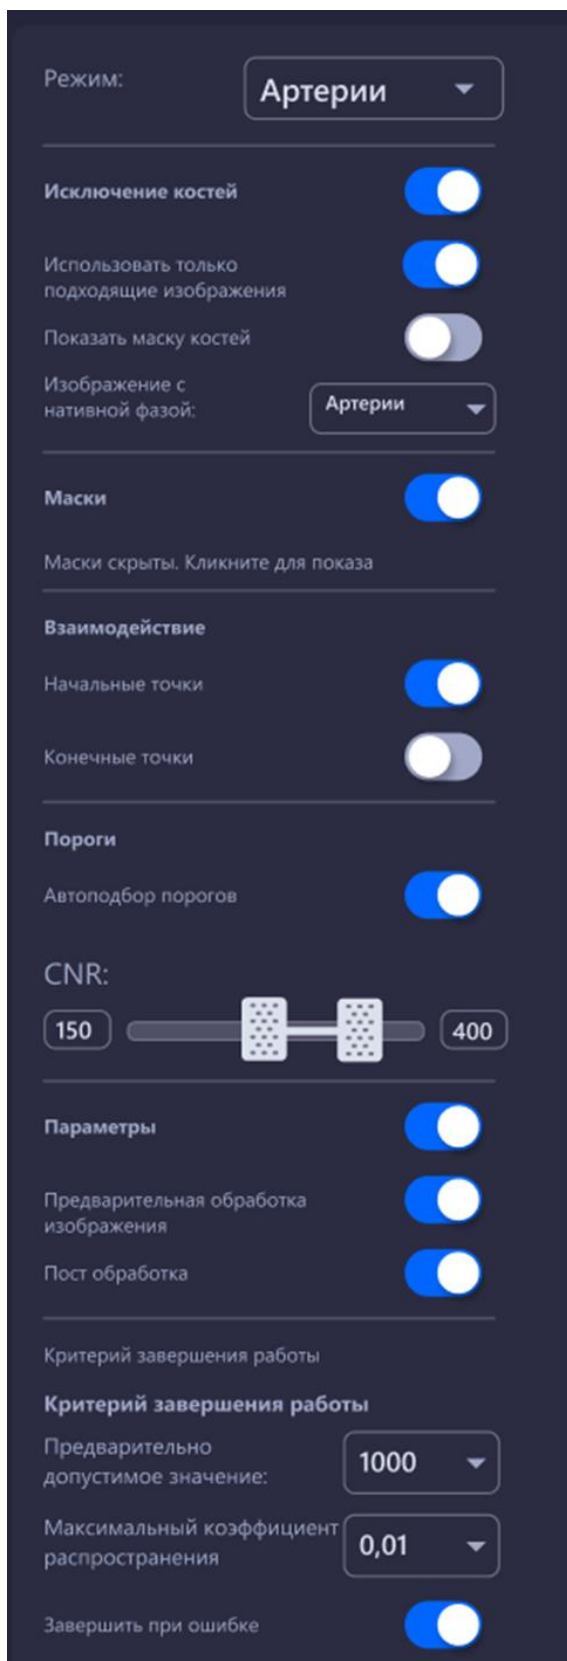 Режим:
Артерии
Исключение костей
Использовать только
подходящие изображения
Показать маску костей
Изображение с
нативной фазой:
Артерии
Маски
Маски скрыты. Кликните для показа
Взаимодействие
Начальные точки
Конечные точки
Пороги
Автоподбор порогов
CNR:
150
400
Параметры
Предварительная обработка
изображения
Пост обработка
Критерий завершения работы
Критерий завершения работы
Предварительно
допустимое значение:
1000
Максимальный коэффициент
распространения
0,01
Завершить при ошибке